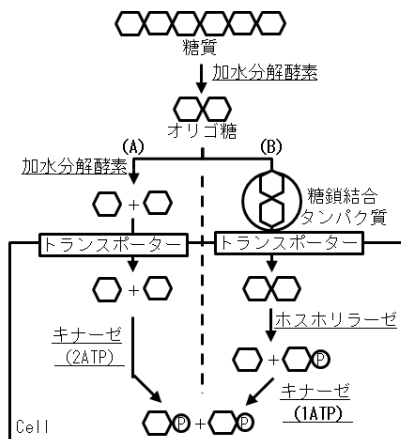 糖質
加水分解酵素
オリゴ糖
(A)
(B)
加水分解酵素
糖鎖結合
タンパク質
+
トランスポーター
トランスポーター
+
ホスホリラーゼ
キナーゼ
(2ATP)
+ P
キナーゼ
(1ATP)
P + P
Cell